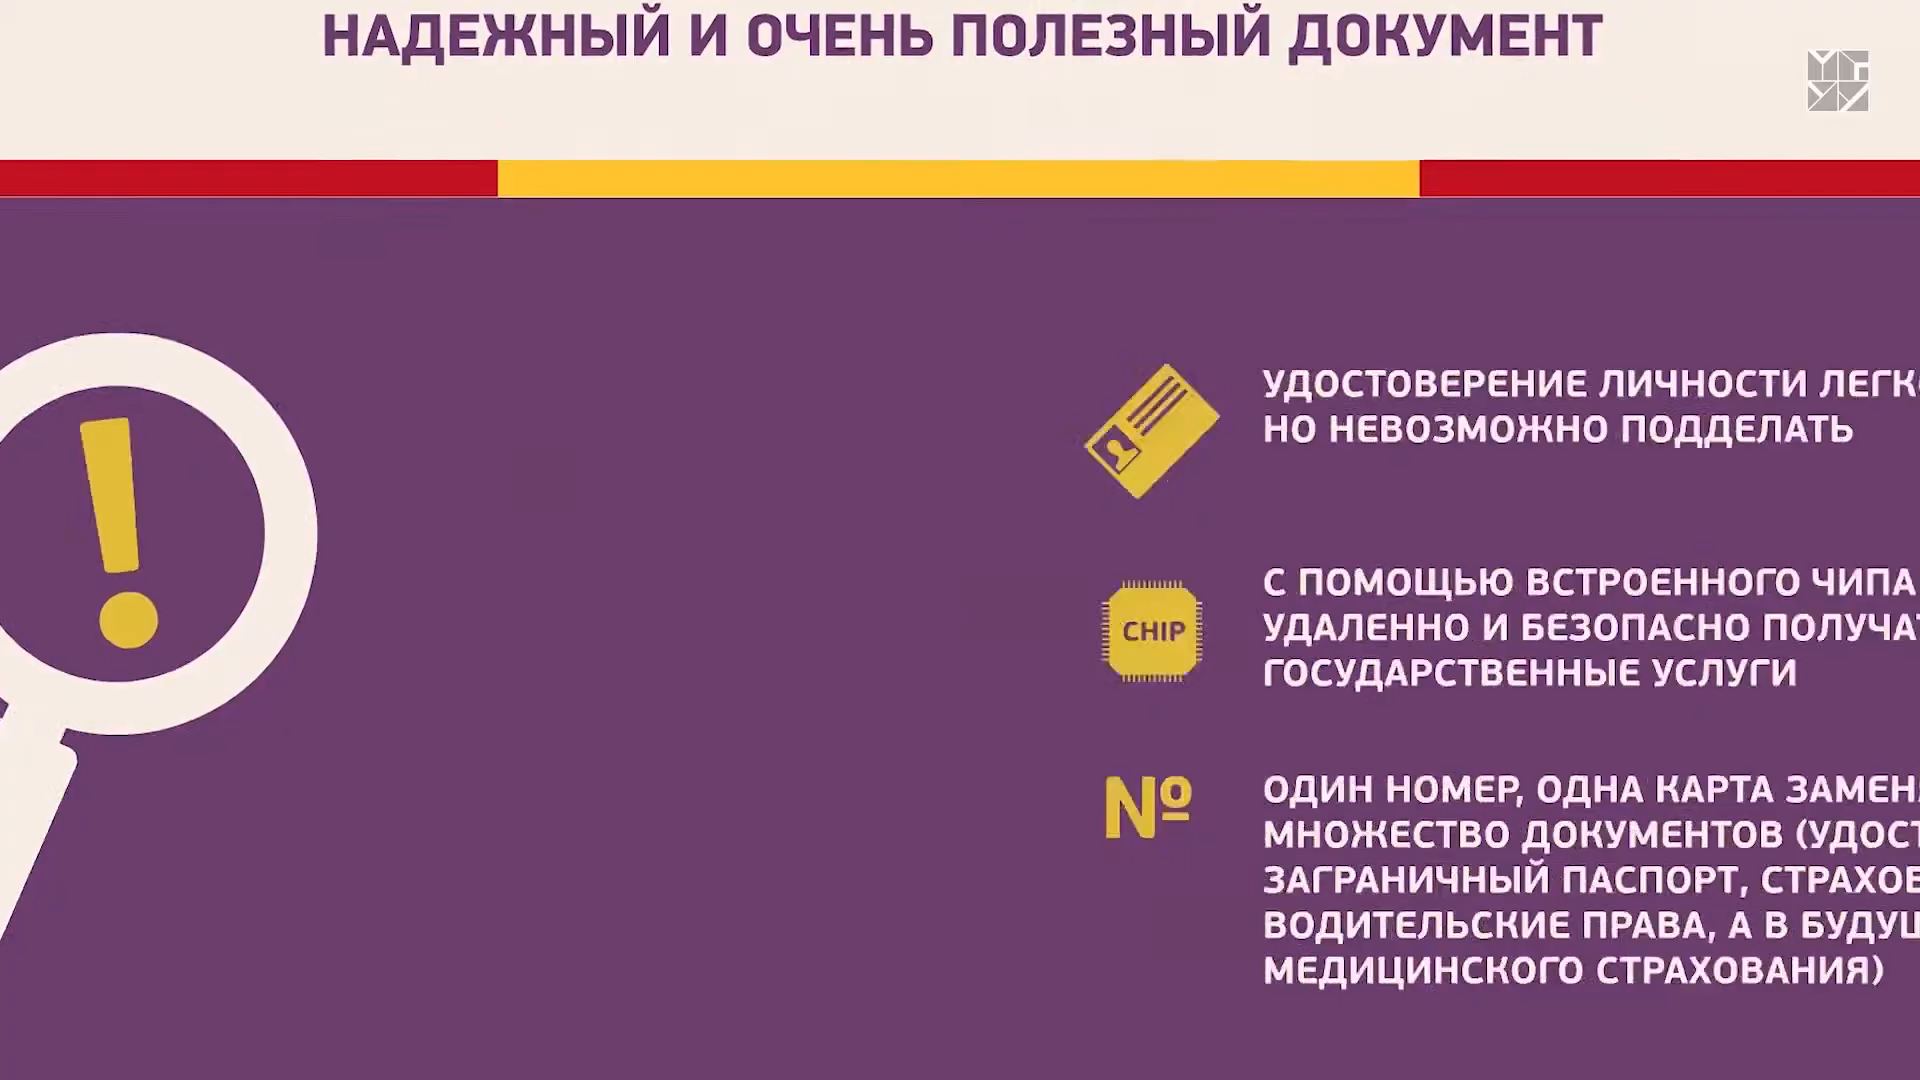 НАДЕЖНЫЙ И ОЧЕНЬ ПОЛЕЗНЫЙ ДОКУМЕНТ
УДОСТОВЕРЕНИЕ ЛИЧНОСТИ
НО НЕВОЗМОЖНО ПОДДЕЛАТЬ
CHIP
С ПОМОЩЬЮ ВСТРОЕННОГО ЧИПА
УДАЛЕННО И БЕЗОПАСНО
ГОСУДАРСТВЕННЫЕ УСЛУГИ
№
ОДИН НОМЕР, ОДНА КАРТА
МНОЖЕСТВО ДОКУМЕНТОВ
ЗАГРАНИЧНЫЙ ПАСПОРТ,
ВОДИТЕЛЬСКИЕ ПРАВА, А В
МЕДИЦИНСКОГО СТРАХОВАНИЯ)